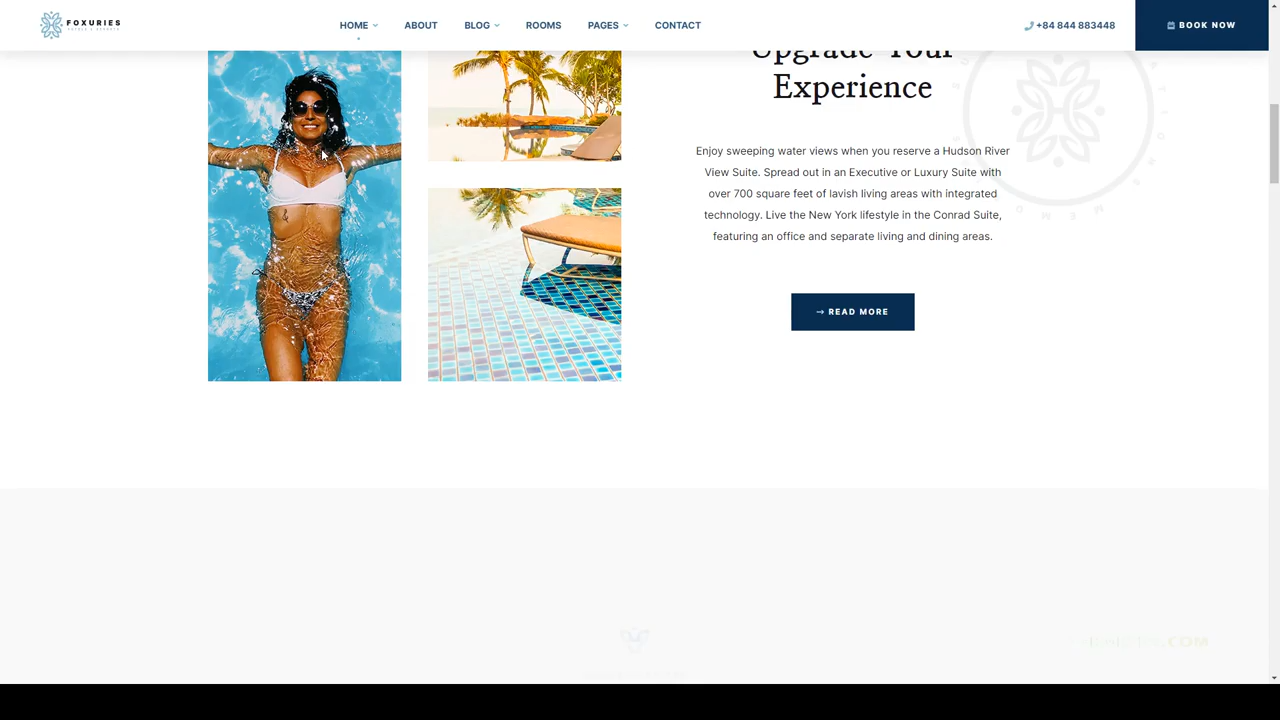 FOXURIES
HOME
ABOUT
BLOG
ROOMS
PAGES
CONTACT
+84 844 883448
BOOK NOW
Upgrade Your
Experience
Enjoy sweeping water views when you reserve a Hudson River
View Suite. Spread out in an Executive or Luxury Suite with
over 700 square feet of lavish living areas with integrated
technology. Live the New York lifestyle in the Conrad Suite,
featuring an office and separate living and dining areas.
→ READ MORE
.COM